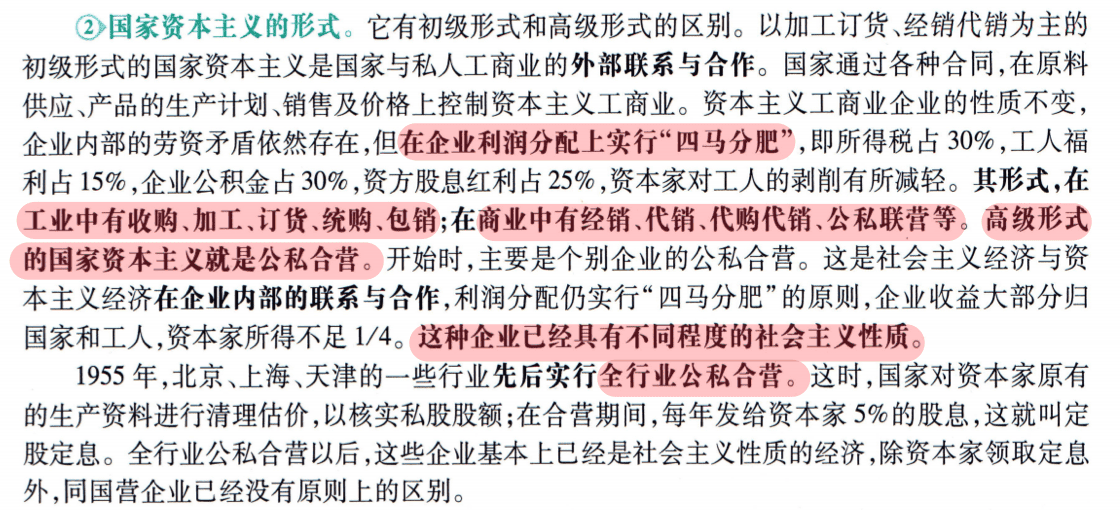 ②国家资本主义的形式。它有初级形式和高级形式的区别。以加工订货、经销代销为主的
初级形式的国家资本主义是国家与私人工商业的外部联系与合作。国家通过各种合同,在原料
供应、产品的生产计划、销售及价格上控制资本主义工商业。资本主义工商业企业的性质不变,
企业内部的劳资矛盾依然存在,但在企业利润分配上实行“四马分肥”,即所得税占30%,工人福
利占15%,企业公积金占30%,资方股息红利占25%,资本家对工人的剥削有所减轻。其形式,在
工业中有收购、加工、订货、统购、包销;在商业中有经销、代销、代购代销、公私联营等。高级形式
的国家资本主义就是公私合营。开始时,主要是个别企业的公私合营。这是社会主义经济与资
本主义经济在企业内部的联系与合作,利润分配仍实行“四马分肥”的原则,企业收益大部分归
国家和工人,资本家所得不足1/4。这种企业已经具有不同程度的社会主义性质。
1955年,北京、上海、天津的一些行业先后实行全行业公私合营。这时,国家对资本家原有
的生产资料进行清理估价,以核实私股股额;在合营期间,每年发给资本家5%的股息,这就叫定
股定息。全行业公私合营以后,这些企业基本上已经是社会主义性质的经济,除资本家领取定息
外,同国营企业已经没有原则上的区别。